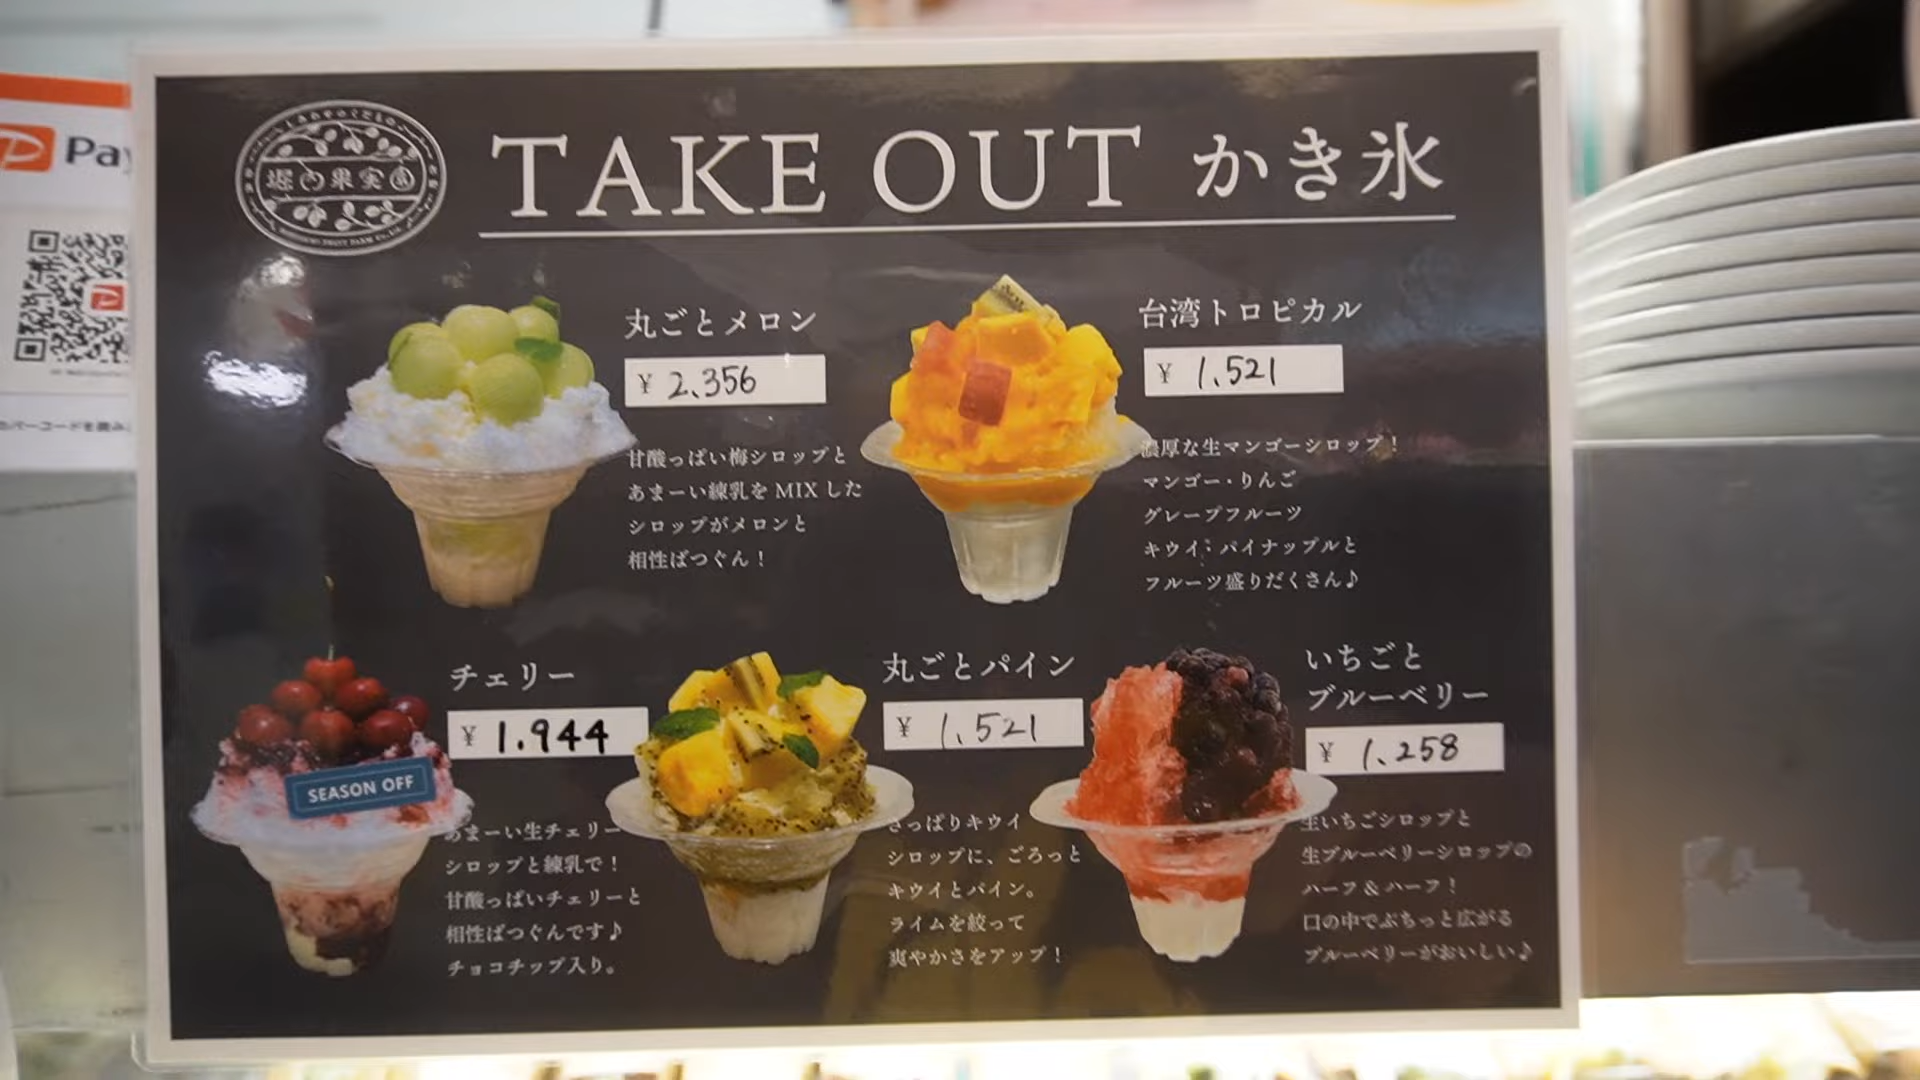 Pay
堀内果実園
TAKE OUT かき氷
丸ごとメロン
¥ 2.356
甘酸っぱい梅シロップと
あまーい練乳を MIX した
シロップがメロンと
相性ばつぐん！
台湾トロピカル
¥ 1.521
濃厚な生マンゴーシロップ！
マンゴー・りんご
グレープフルーツ
キウイ・パイナップルと
フルーツ盛りだくさん♪
チェリー
¥ 1.944
SEASON OFF
あまーい生チェリー
シロップと練乳で！
甘酸っぱいチェリーと
相性ばつぐんです♪
チョコチップ入り。
丸ごとパイン
¥ 1.521
さっぱりキウイ
シロップに、ごろっと
キウイとパイン。
ライムを絞って
爽やかさをアップ！
いちごと
ブルーベリー
¥ 1.258
生いちごシロップと
生ブルーベリーシロップの
ハーフ & ハーフ！
口の中でぷちっと広がる
ブルーベリーがおいしい♪